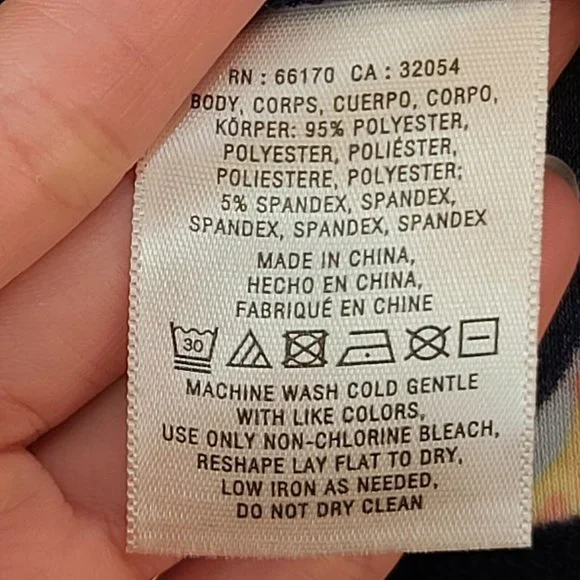 RN : 66170 CA : 32054
BODY, CORPS, CUERPO, CORPO,
KÖRPER: 95% POLYESTER,
POLYESTER, POLIÉSTER,
POLIESTERE, POLYESTER;
5% SPANDEX, SPANDEX,
SPANDEX, SPANDEX, SPANDEX
MADE IN CHINA,
HECHO EN CHINA,
FABRIQUÉ EN CHINE
30
MACHINE WASH COLD GENTLE
WITH LIKE COLORS,
USE ONLY NON-CHLORINE BLEACH,
RESHAPE LAY FLAT TO DRY,
LOW IRON AS NEEDED,
DO NOT DRY CLEAN